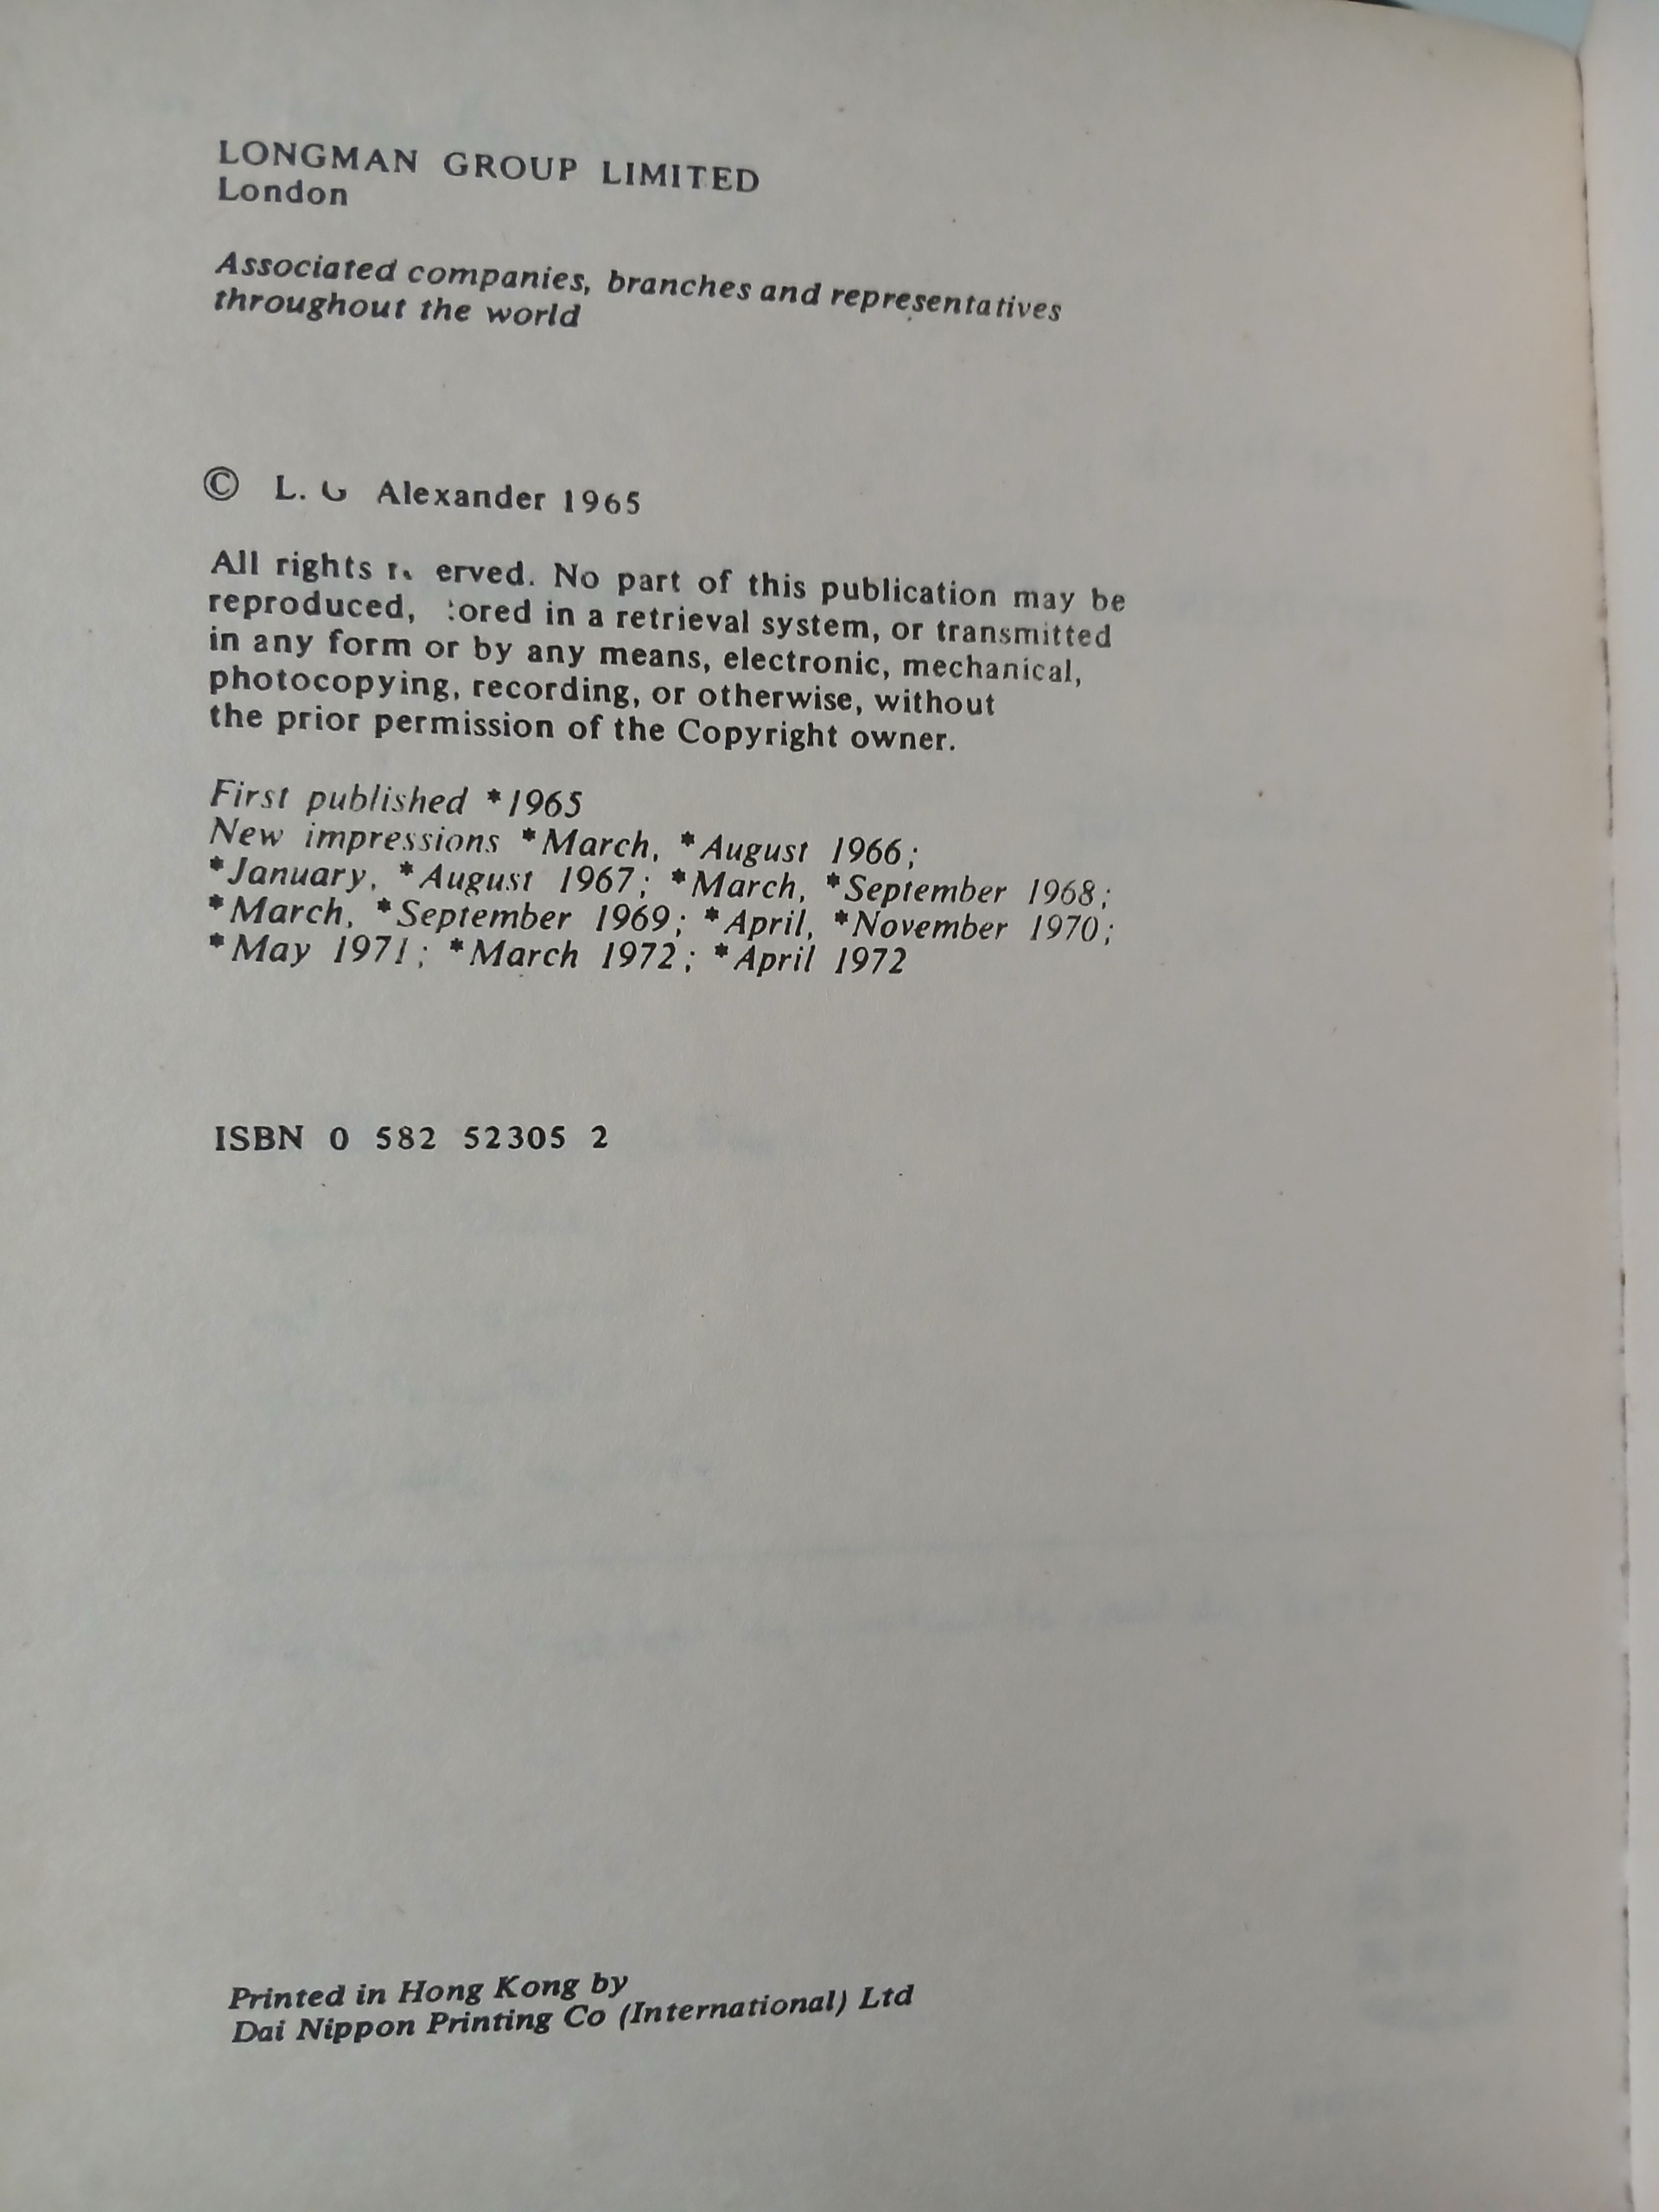 LONGMAN GROUP LIMITED
London
Associated companies, branches and representatives
throughout the world
© L. G Alexander 1965
All rights r. erved. No part of this publication may be
reproduced, :ored in a retrieval system, or transmitted
in any form or by any means, electronic, mechanical,
photocopying, recording, or otherwise, without
the prior permission of the Copyright owner.
First published *1965
New impressions *March, *August 1966;
*January, *August 1967; *March, *September 1968;
*March, *September 1969; *April, *November 1970;
*May 1971; *March 1972; *April 1972
ISBN 0 582 52305 2
Printed in Hong Kong by
Dai Nippon Printing Co (International) Ltd